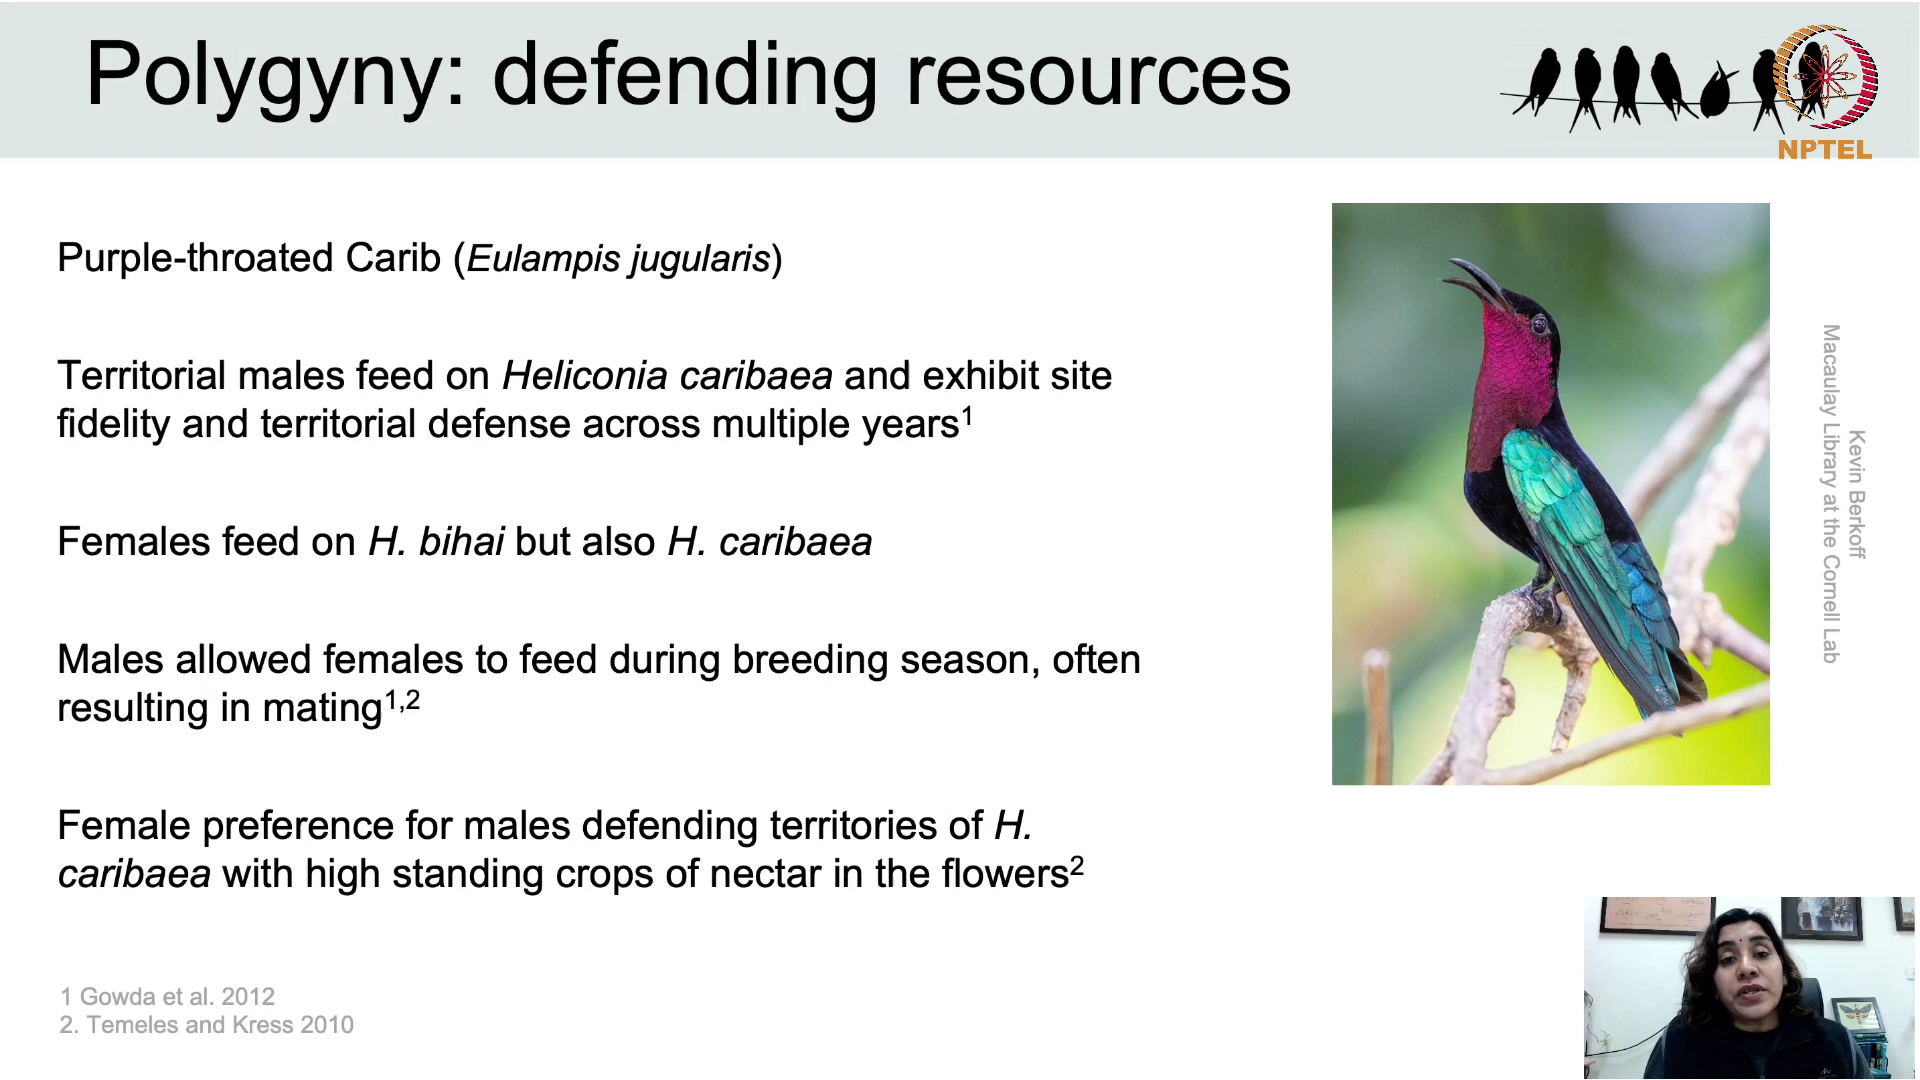 Polygyny: defending resources
NPTEL
Purple-throated Carib (Eulampis jugularis)
Territorial males feed on Heliconia caribaea and exhibit site
fidelity and territorial defense across multiple years1
Females feed on H. bihai but also H. caribaea
Males allowed females to feed during breeding season, often
resulting in mating1,2
Female preference for males defending territories of H.
caribaea with high standing crops of nectar in the flowers2
Kevin Berkoff
Macaulay Library at the Cornell Lab
1 Gowda et al. 2012
2. Temeles and Kress 2010